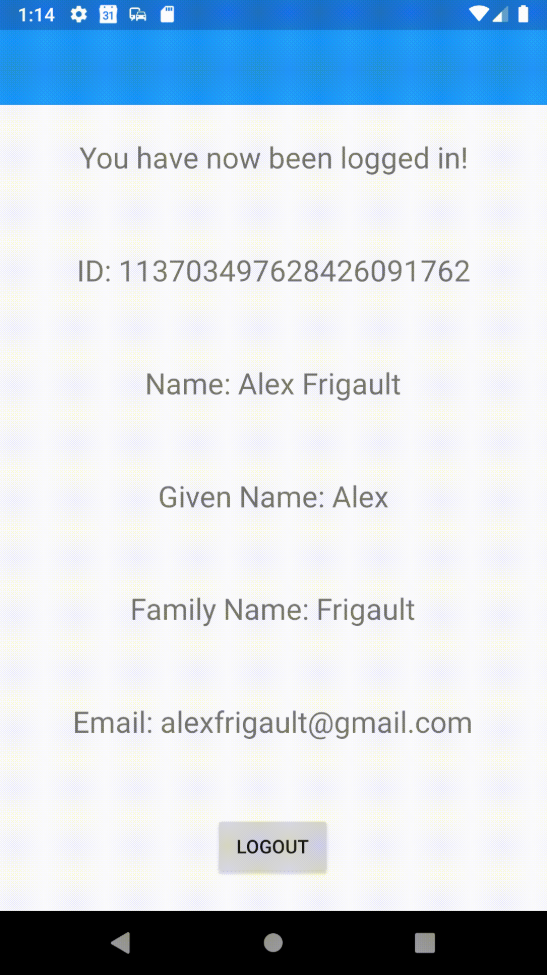 1:14
31
You have now been logged in!
ID: 113703497628426091762
Name: Alex Frigault
Given Name: Alex
Family Name: Frigault
Email: alexfrigault@gmail.com
LOGOUT